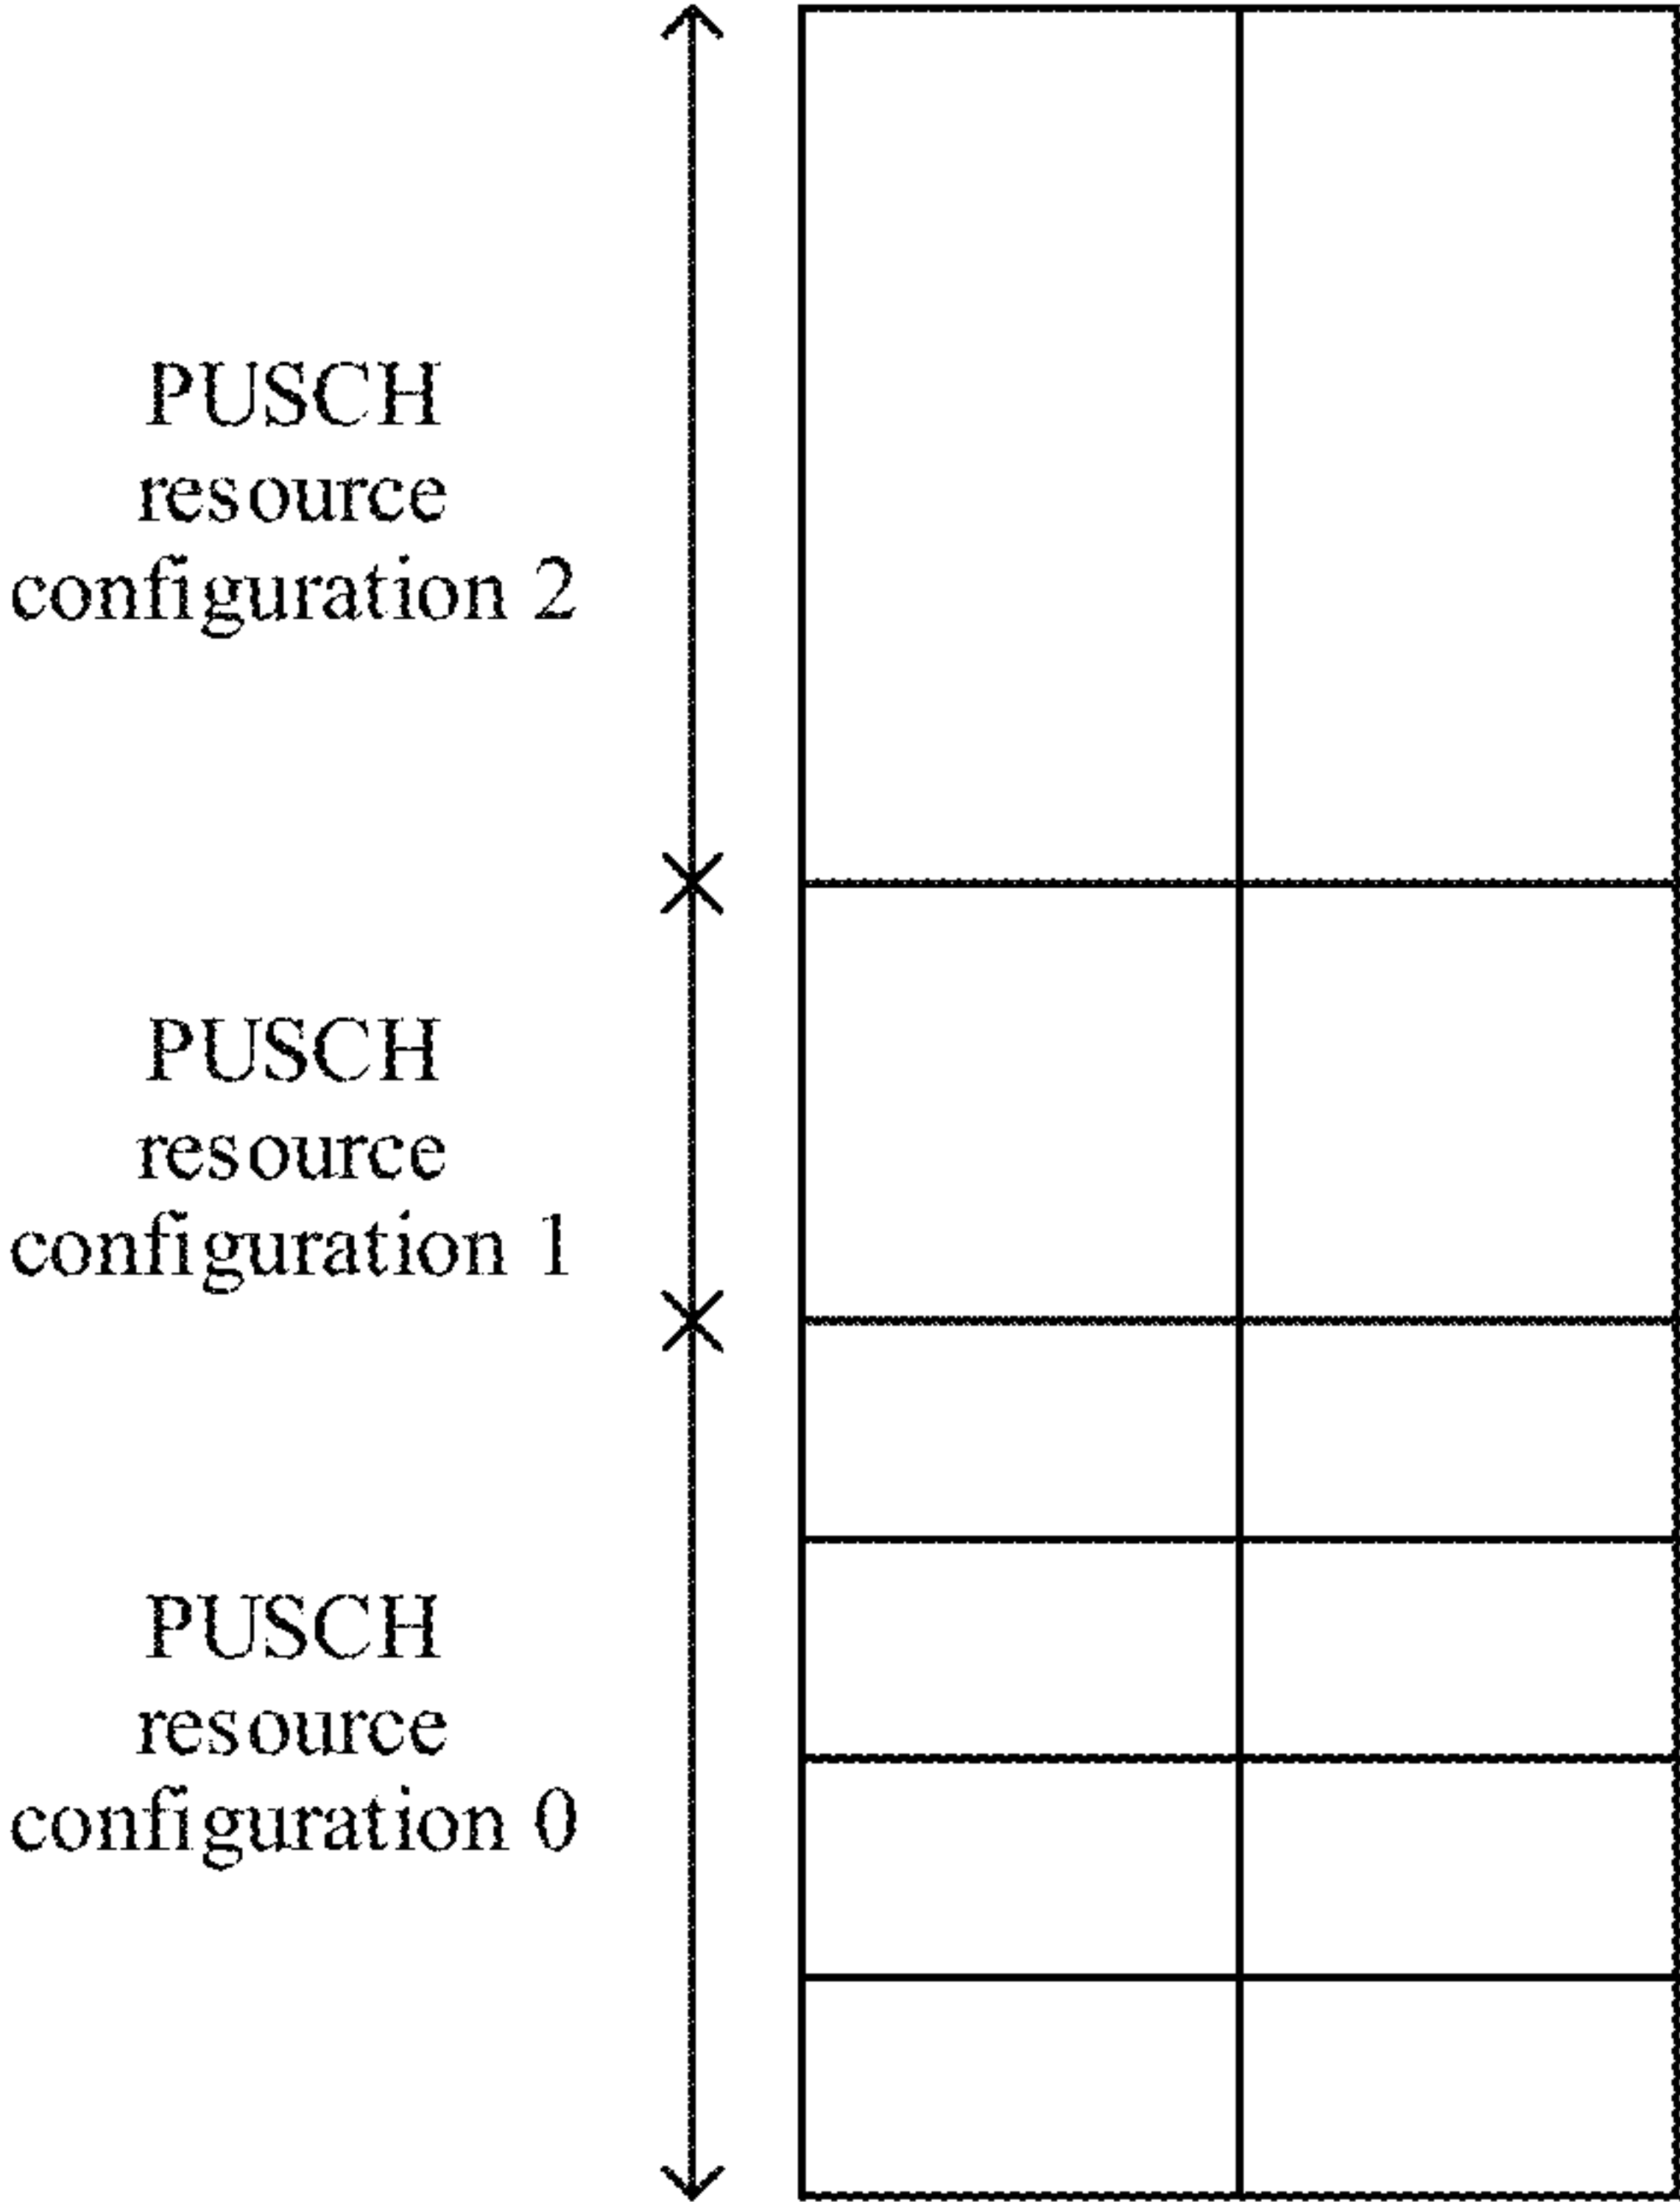 PUSCH
resource
configuration 2
PUSCH
resource
configuration 1
PUSCH
resource
configuration 0